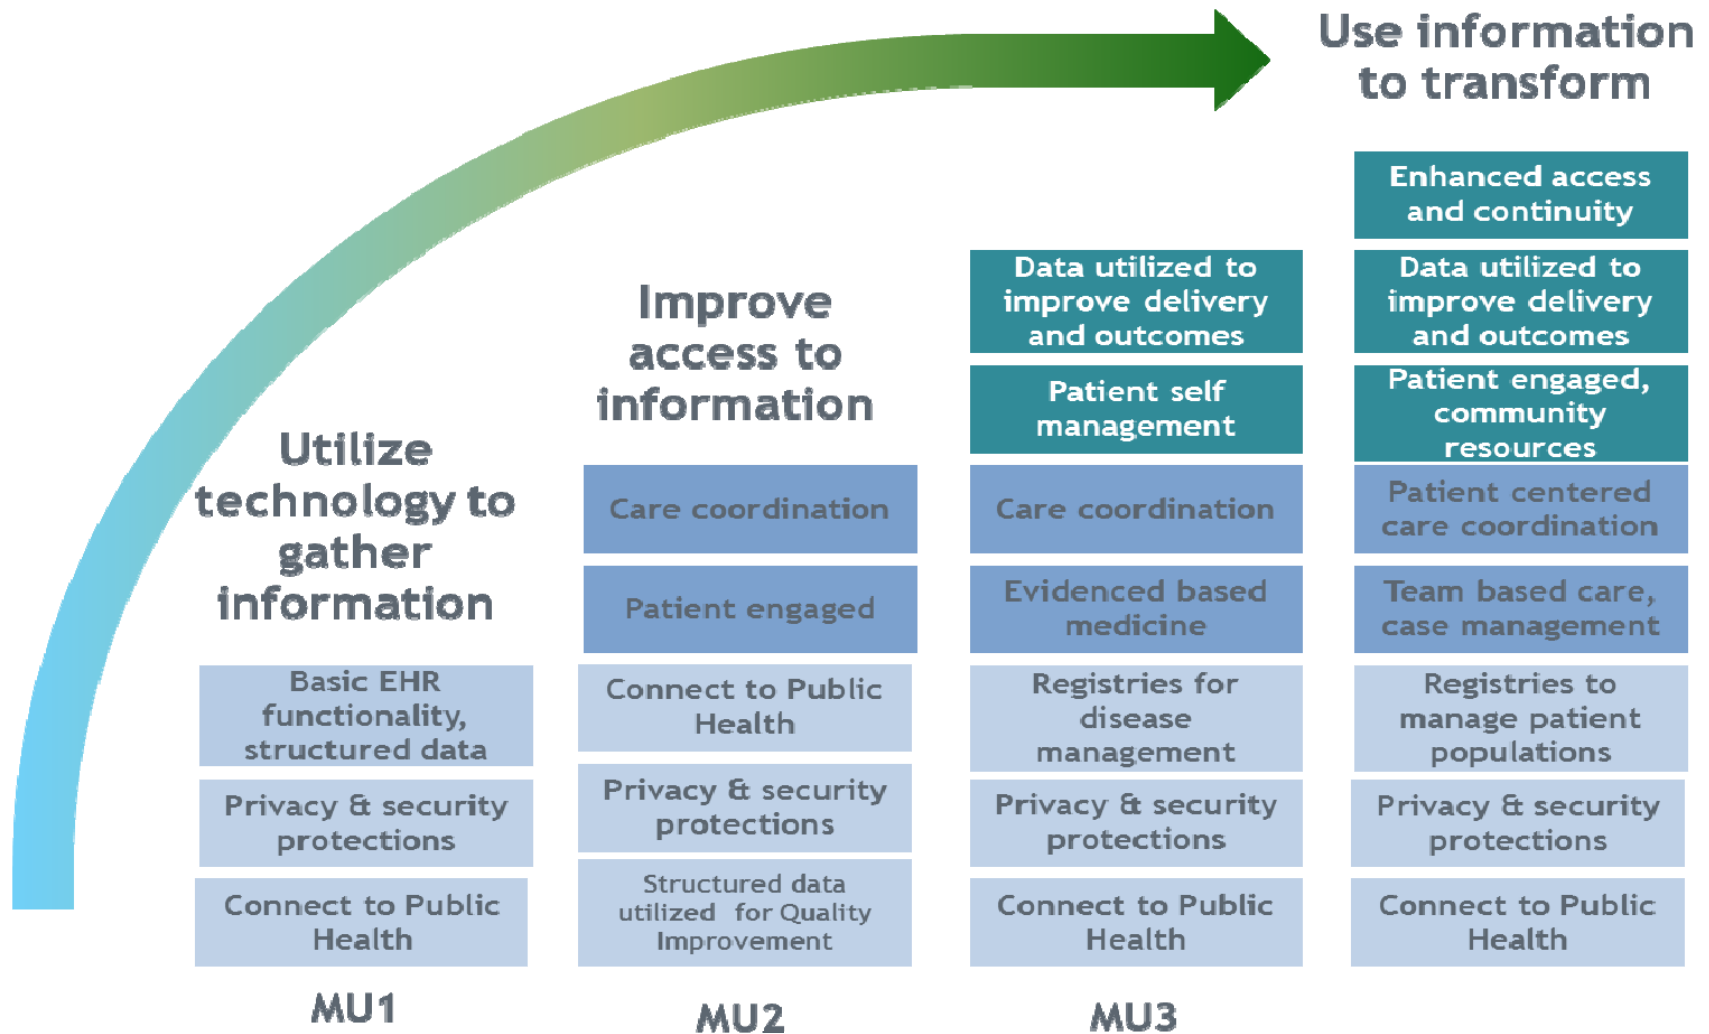 Utilize
technology to
gather
information
Basic EHR
functionality,
structured data
Privacy & security
protections
Connect to Public
Health
MU1
Improve
access to
information
Care coordination
Patient engaged
Connect to Public
Health
Privacy & security
protections
Structured data
utilized for Quality
Improvement
MU2
Data utilized to
improve delivery
and outcomes
Patient self
management
Care coordination
Evidenced based
medicine
Registries for
disease
management
Privacy & security
protections
Connect to Public
Health
MU3
Use information
to transform
Enhanced access
and continuity
Data utilized to
improve delivery
and outcomes
Patient engaged,
community
resources
Patient centered
care coordination
Team based care,
case management
Registries to
manage patient
populations
Privacy & security
protections
Connect to Public
Health